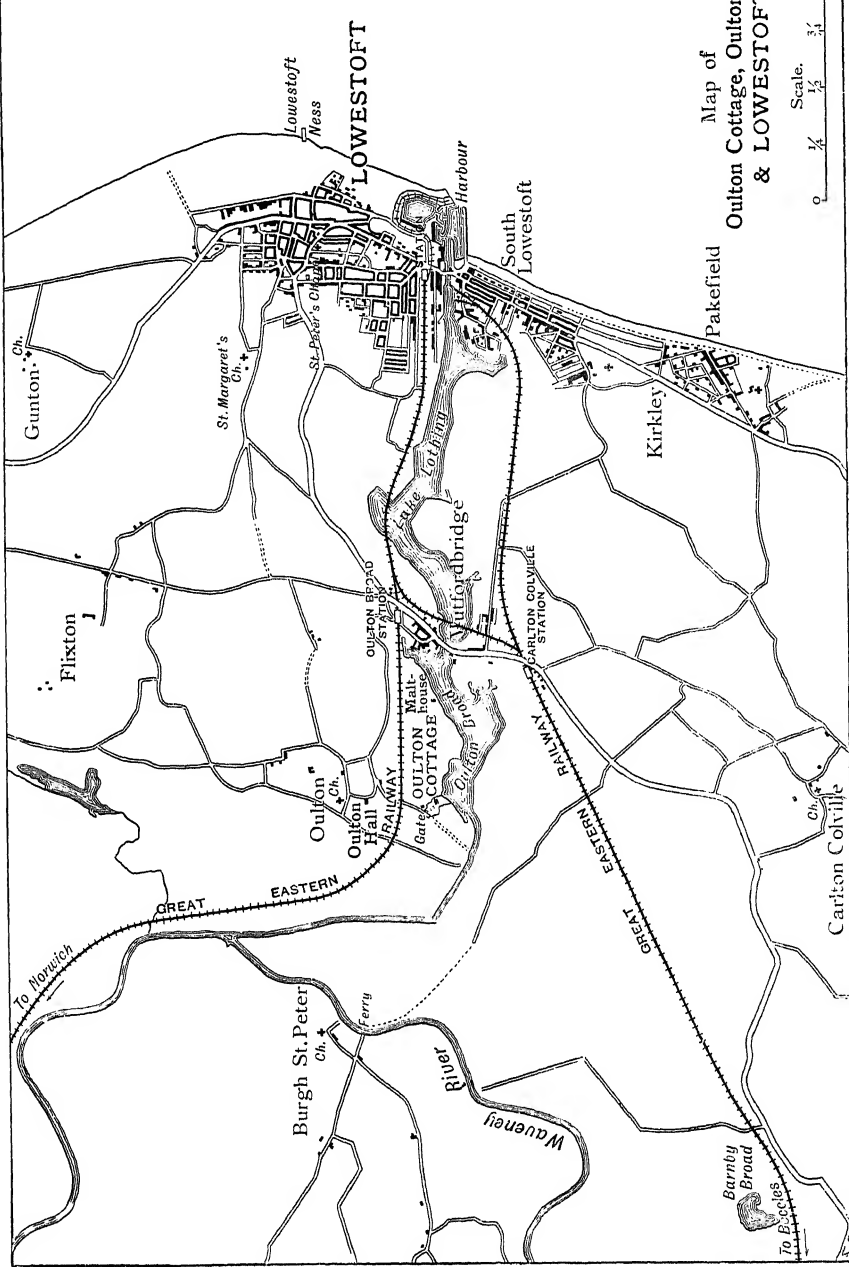 Lowestoft
Ness
LOWESTOFT
Harbour
South
Lowestoft
Pakefield
Kirkley
Gunton
Ch.
St. Margaret's
Ch.
St. Peter's Chapel
Lake Lothing
Mutfordbridge
OULTON BROAD
STATION
CARLTON COLVILLE
STATION
Flixton
Malt-
house
OULTON
COTTAGE
Oulton Broad
Gate
Oulton
Ch.
Oulton
Hall
RAILWAY
EASTERN
GREAT
To Norwich
Burgh St. Peter
Ch.
Ferry
River
Waveney
GREAT
EASTERN
RAILWAY
Ch.
Carlton Colville
Barnby
Broad
To Beccles
Map of
Oulton Cottage, Oulton
& LOWESTOFT
Scale.
0 1/4 1/2 3/4